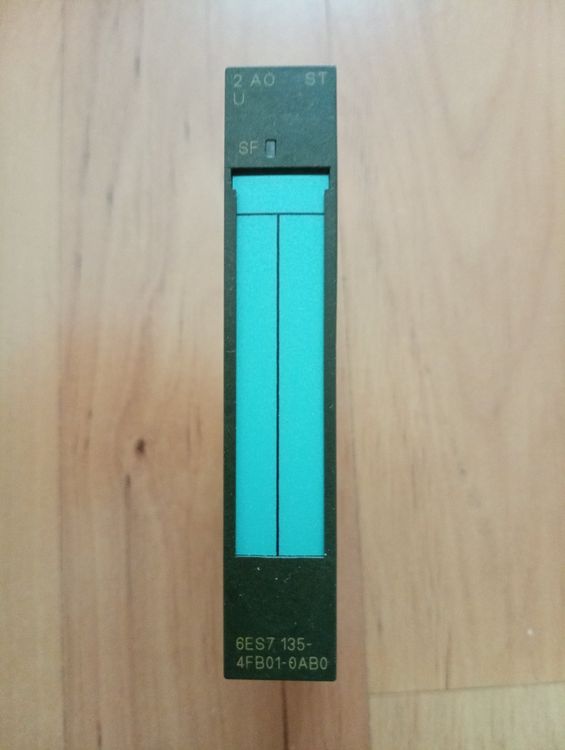 2 AO ST
U
SF
6ES7 135-
4FB01-0AB0